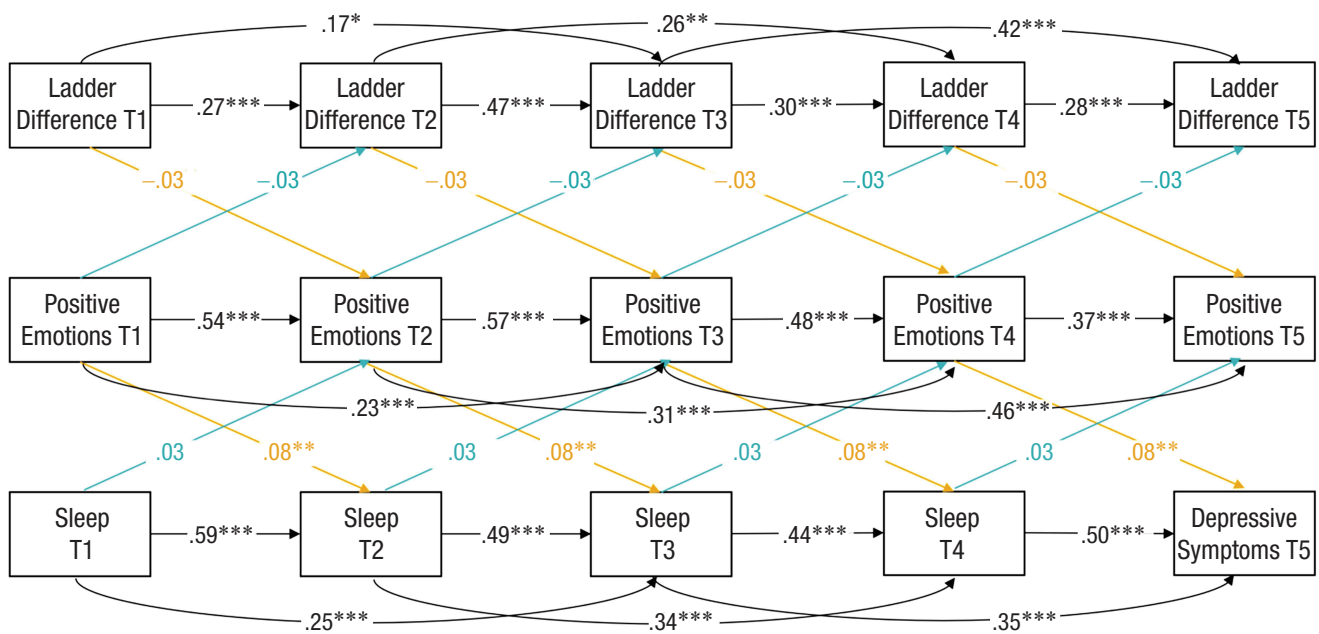 .17*
.26**
.42***
Ladder
Difference T1
.27***
Ladder
Difference T2
.47***
Ladder
Difference T3
.30***
Ladder
Difference T4
.28***
Ladder
Difference T5
–.03
–.03
–.03
–.03
–.03
–.03
–.03
–.03
Positive
Emotions T1
.54***
Positive
Emotions T2
.57***
Positive
Emotions T3
.48***
Positive
Emotions T4
.37***
Positive
Emotions T5
.23***
.31***
.46***
.03
.08**
.03
.08**
.03
.08**
.03
.08**
Sleep
T1
.59***
Sleep
T2
.49***
Sleep
T3
.44***
Sleep
T4
.50***
Depressive
Symptoms T5
.25***
.34***
.35***